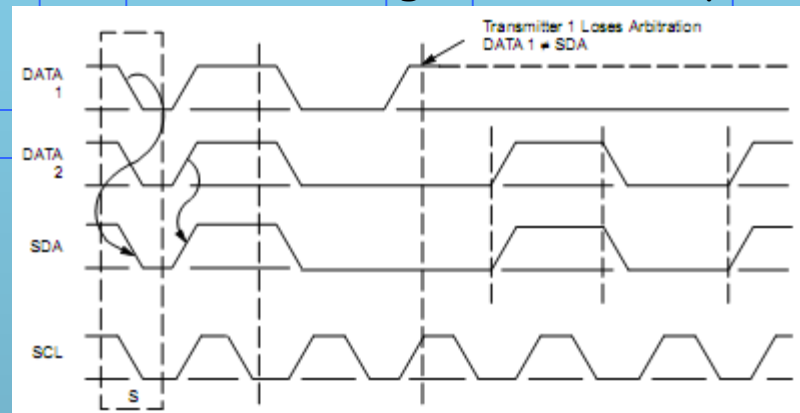 Transmitter 1 Loses Arbitration
DATA 1 ≠ SDA
DATA
1
DATA
2
SDA
SCL
S